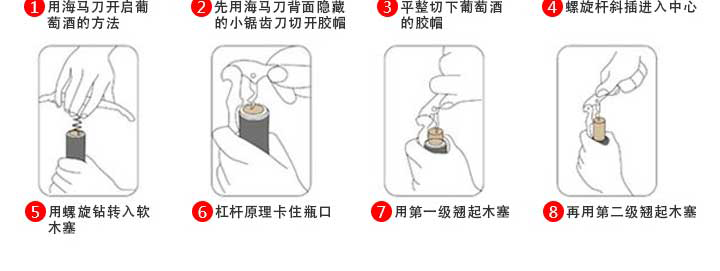 1 用海马刀开启葡
萄酒的方法
2 先用海马刀背面隐藏
的小锯齿刀切开胶帽
3 平整切下葡萄酒
的胶帽
4 螺旋杆斜插进入中心
5 用螺旋钻转入软
木塞
6 杠杆原理卡住瓶口
7 用第一级翘起木塞
8 再用第二级翘起木塞